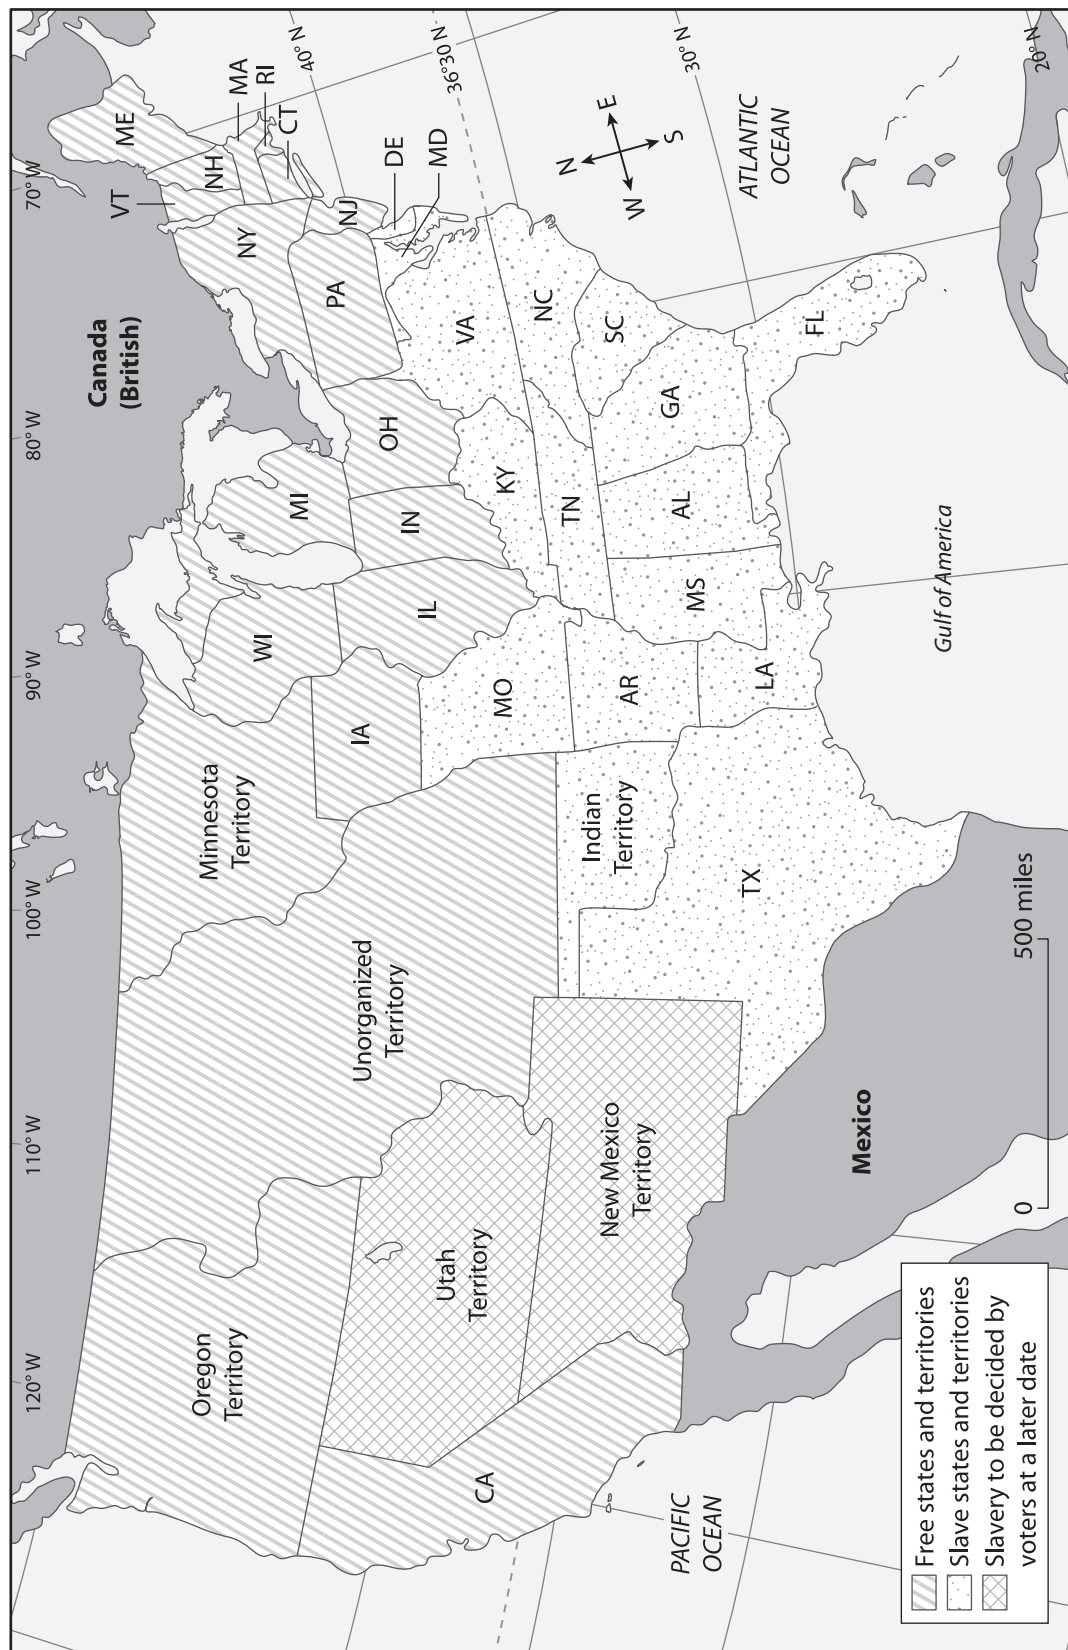 120° W
110° W
100° W
90° W
80° W
70° W
40° N
36°30' N
30° N
20° N
Canada
(British)
Oregon
Territory
Minnesota
Territory
Unorganized
Territory
Utah
Territory
New Mexico
Territory
Indian
Territory
CA
TX
WI
IA
IL
MI
IN
OH
MO
AR
LA
KY
TN
MS
AL
GA
FL
SC
NC
VA
PA
NY
NJ
VT
NH
ME
MA
RI
CT
DE
MD
N
E
S
W
PACIFIC
OCEAN
ATLANTIC
OCEAN
Gulf of America
Mexico
Free states and territories
Slave states and territories
Slavery to be decided by
voters at a later date
0
500 miles